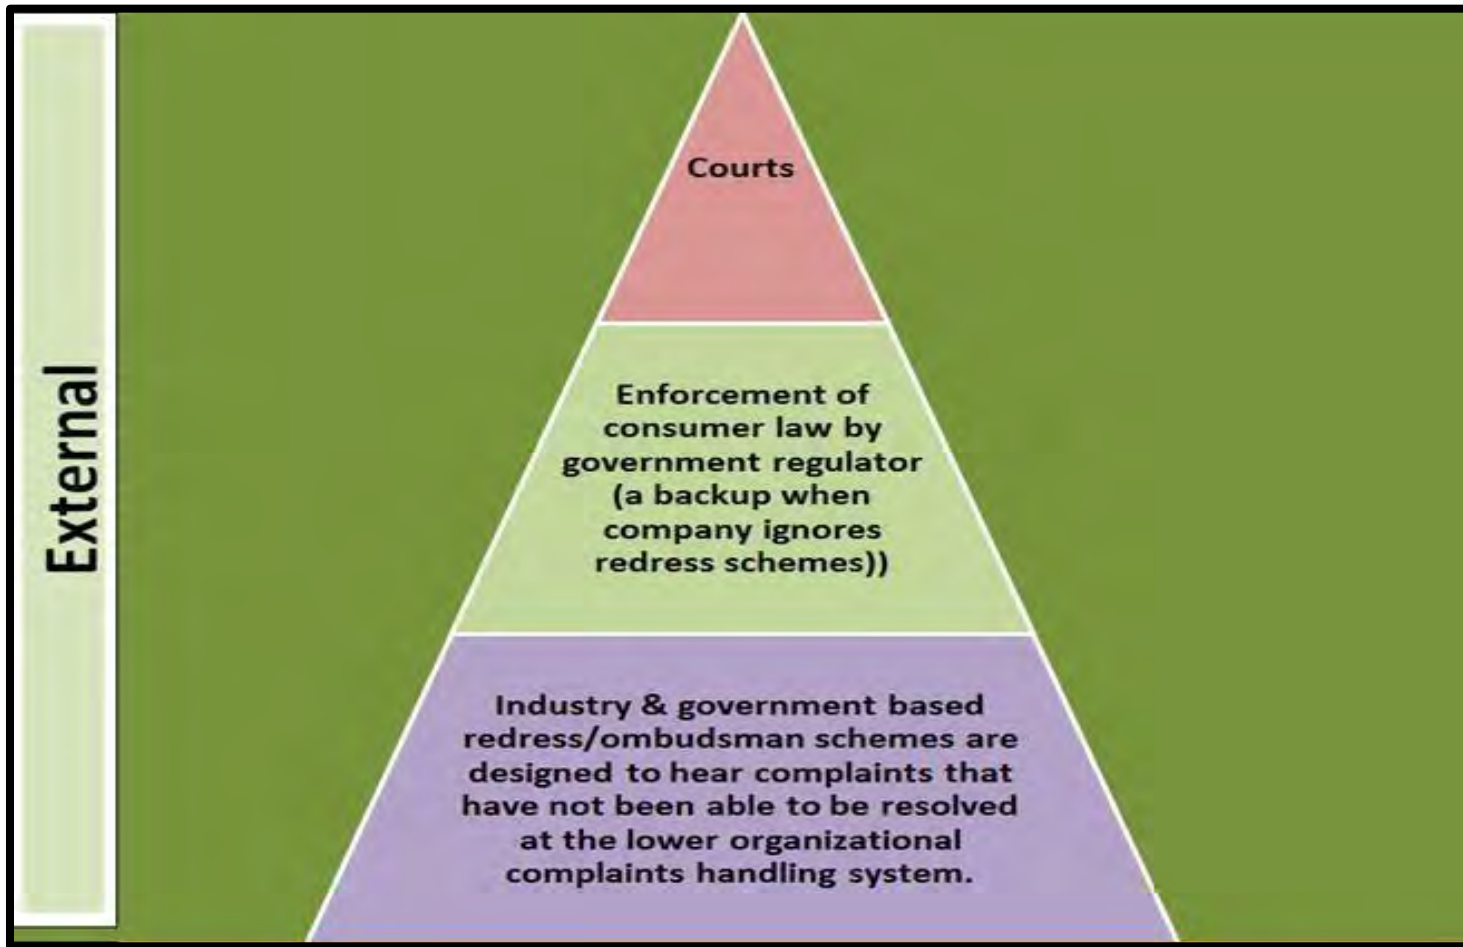 External
Courts
Enforcement of
consumer law by
government regulator
(a backup when
company ignores
redress schemes))
Industry & government based
redress/ombudsman schemes are
designed to hear complaints that
have not been able to be resolved
at the lower organizational
complaints handling system.